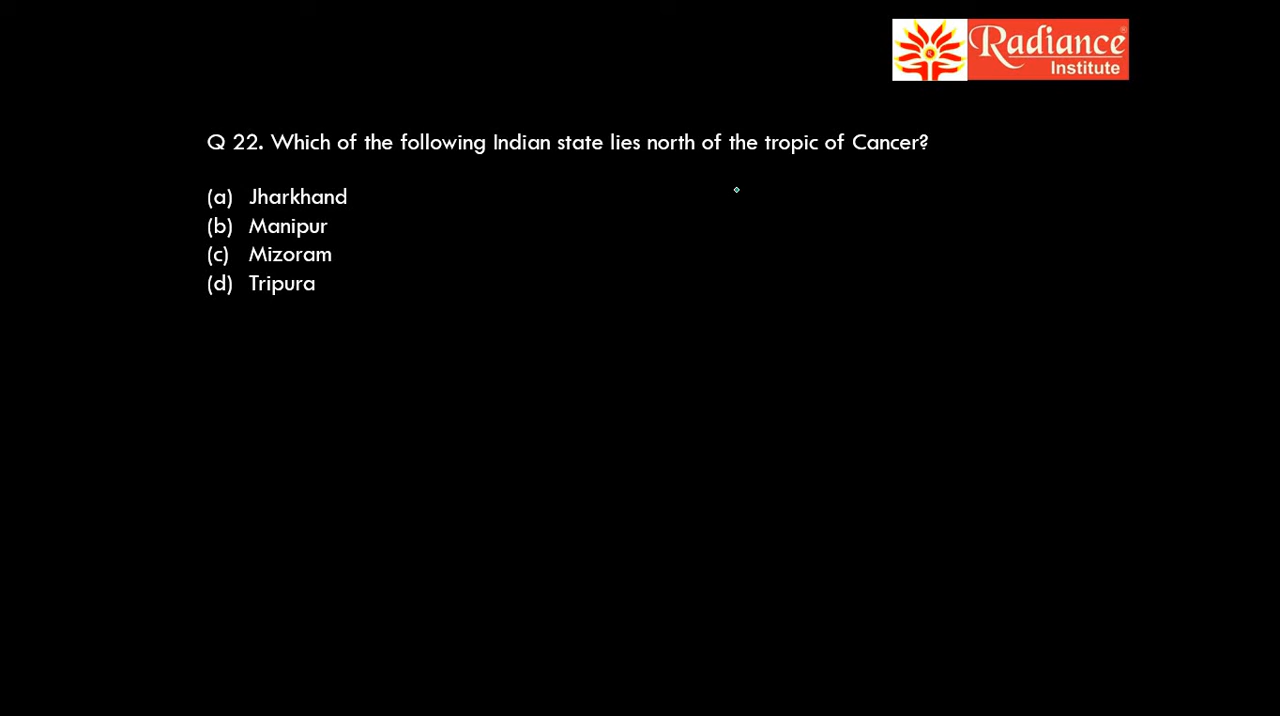 Radiance
Institute
Q 22. Which of the following Indian state lies north of the tropic of Cancer?
(a) Jharkhand
(b) Manipur
(c) Mizoram
(d) Tripura